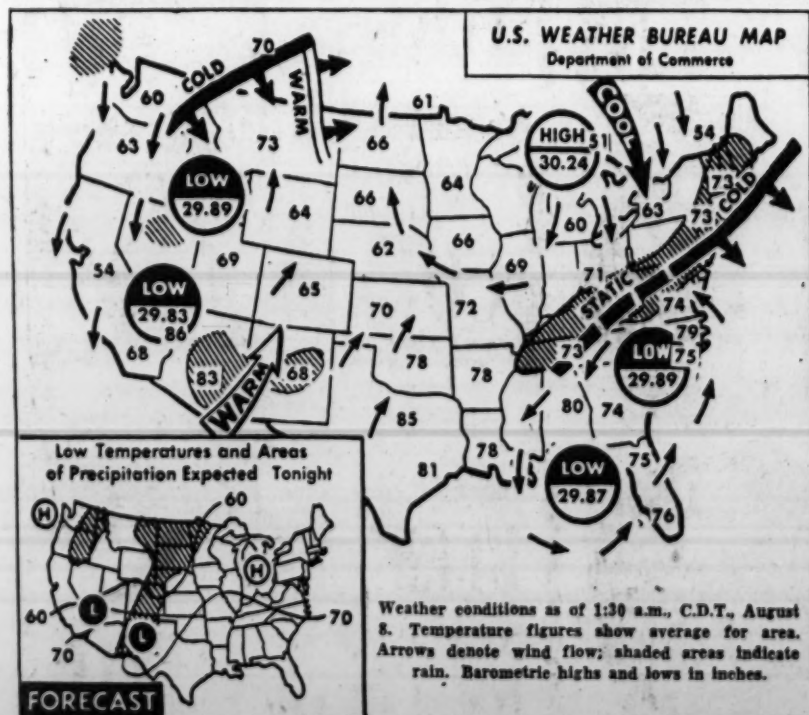 U.S. WEATHER BUREAU MAP
Department of Commerce
70
COLD
WARM
60
61
COOL
63
73
66
HIGH
30.24
51
54
73
LOW
29.89
64
66
64
60
63
73
COLD
62
66
54
69
65
69
71
STATIC
LOW
29.83
86
70
72
74
79
75
68
83
WARM
68
78
78
73
LOW
29.89
85
80
74
81
78
LOW
29.87
75
76
Low Temperatures and Areas
of Precipitation Expected Tonight
60
H
H
60
L
L
70
70
FORECAST
Weather conditions as of 1:30 a.m., C.D.T., August
8. Temperature figures show average for area.
Arrows denote wind flow; shaded areas indicate
rain. Barometric highs and lows in inches.